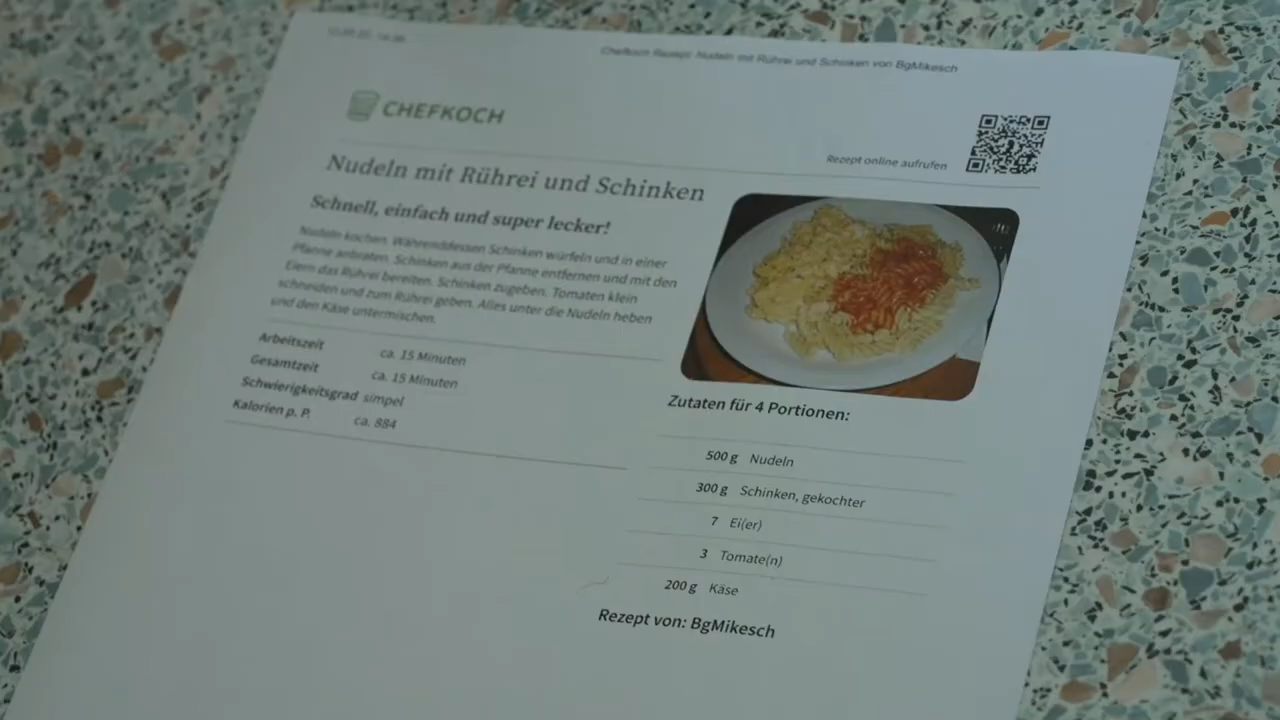 Chefkoch Rezept: Nudeln mit Rührei und Schinken von BgMikesch
CHEFKOCH
Rezept online aufrufen
Nudeln mit Rührei und Schinken
Schnell, einfach und super lecker!
Nudeln kochen. Währenddessen Schinken würfeln und in einer
Pfanne anbraten. Schinken aus der Pfanne entfernen und mit den
Eiern das Rührei bereiten. Schinken zugeben. Tomaten klein
schneiden und zum Rührei geben. Alles unter die Nudeln heben
und den Käse untermischen.
Arbeitszeit ca. 15 Minuten
Gesamtzeit ca. 15 Minuten
Schwierigkeitsgrad simpel
Kalorien p. P. ca. 884
Zutaten für 4 Portionen:
500 g Nudeln
300 g Schinken, gekochter
7 Ei(er)
3 Tomate(n)
200 g Käse
Rezept von: BgMikesch